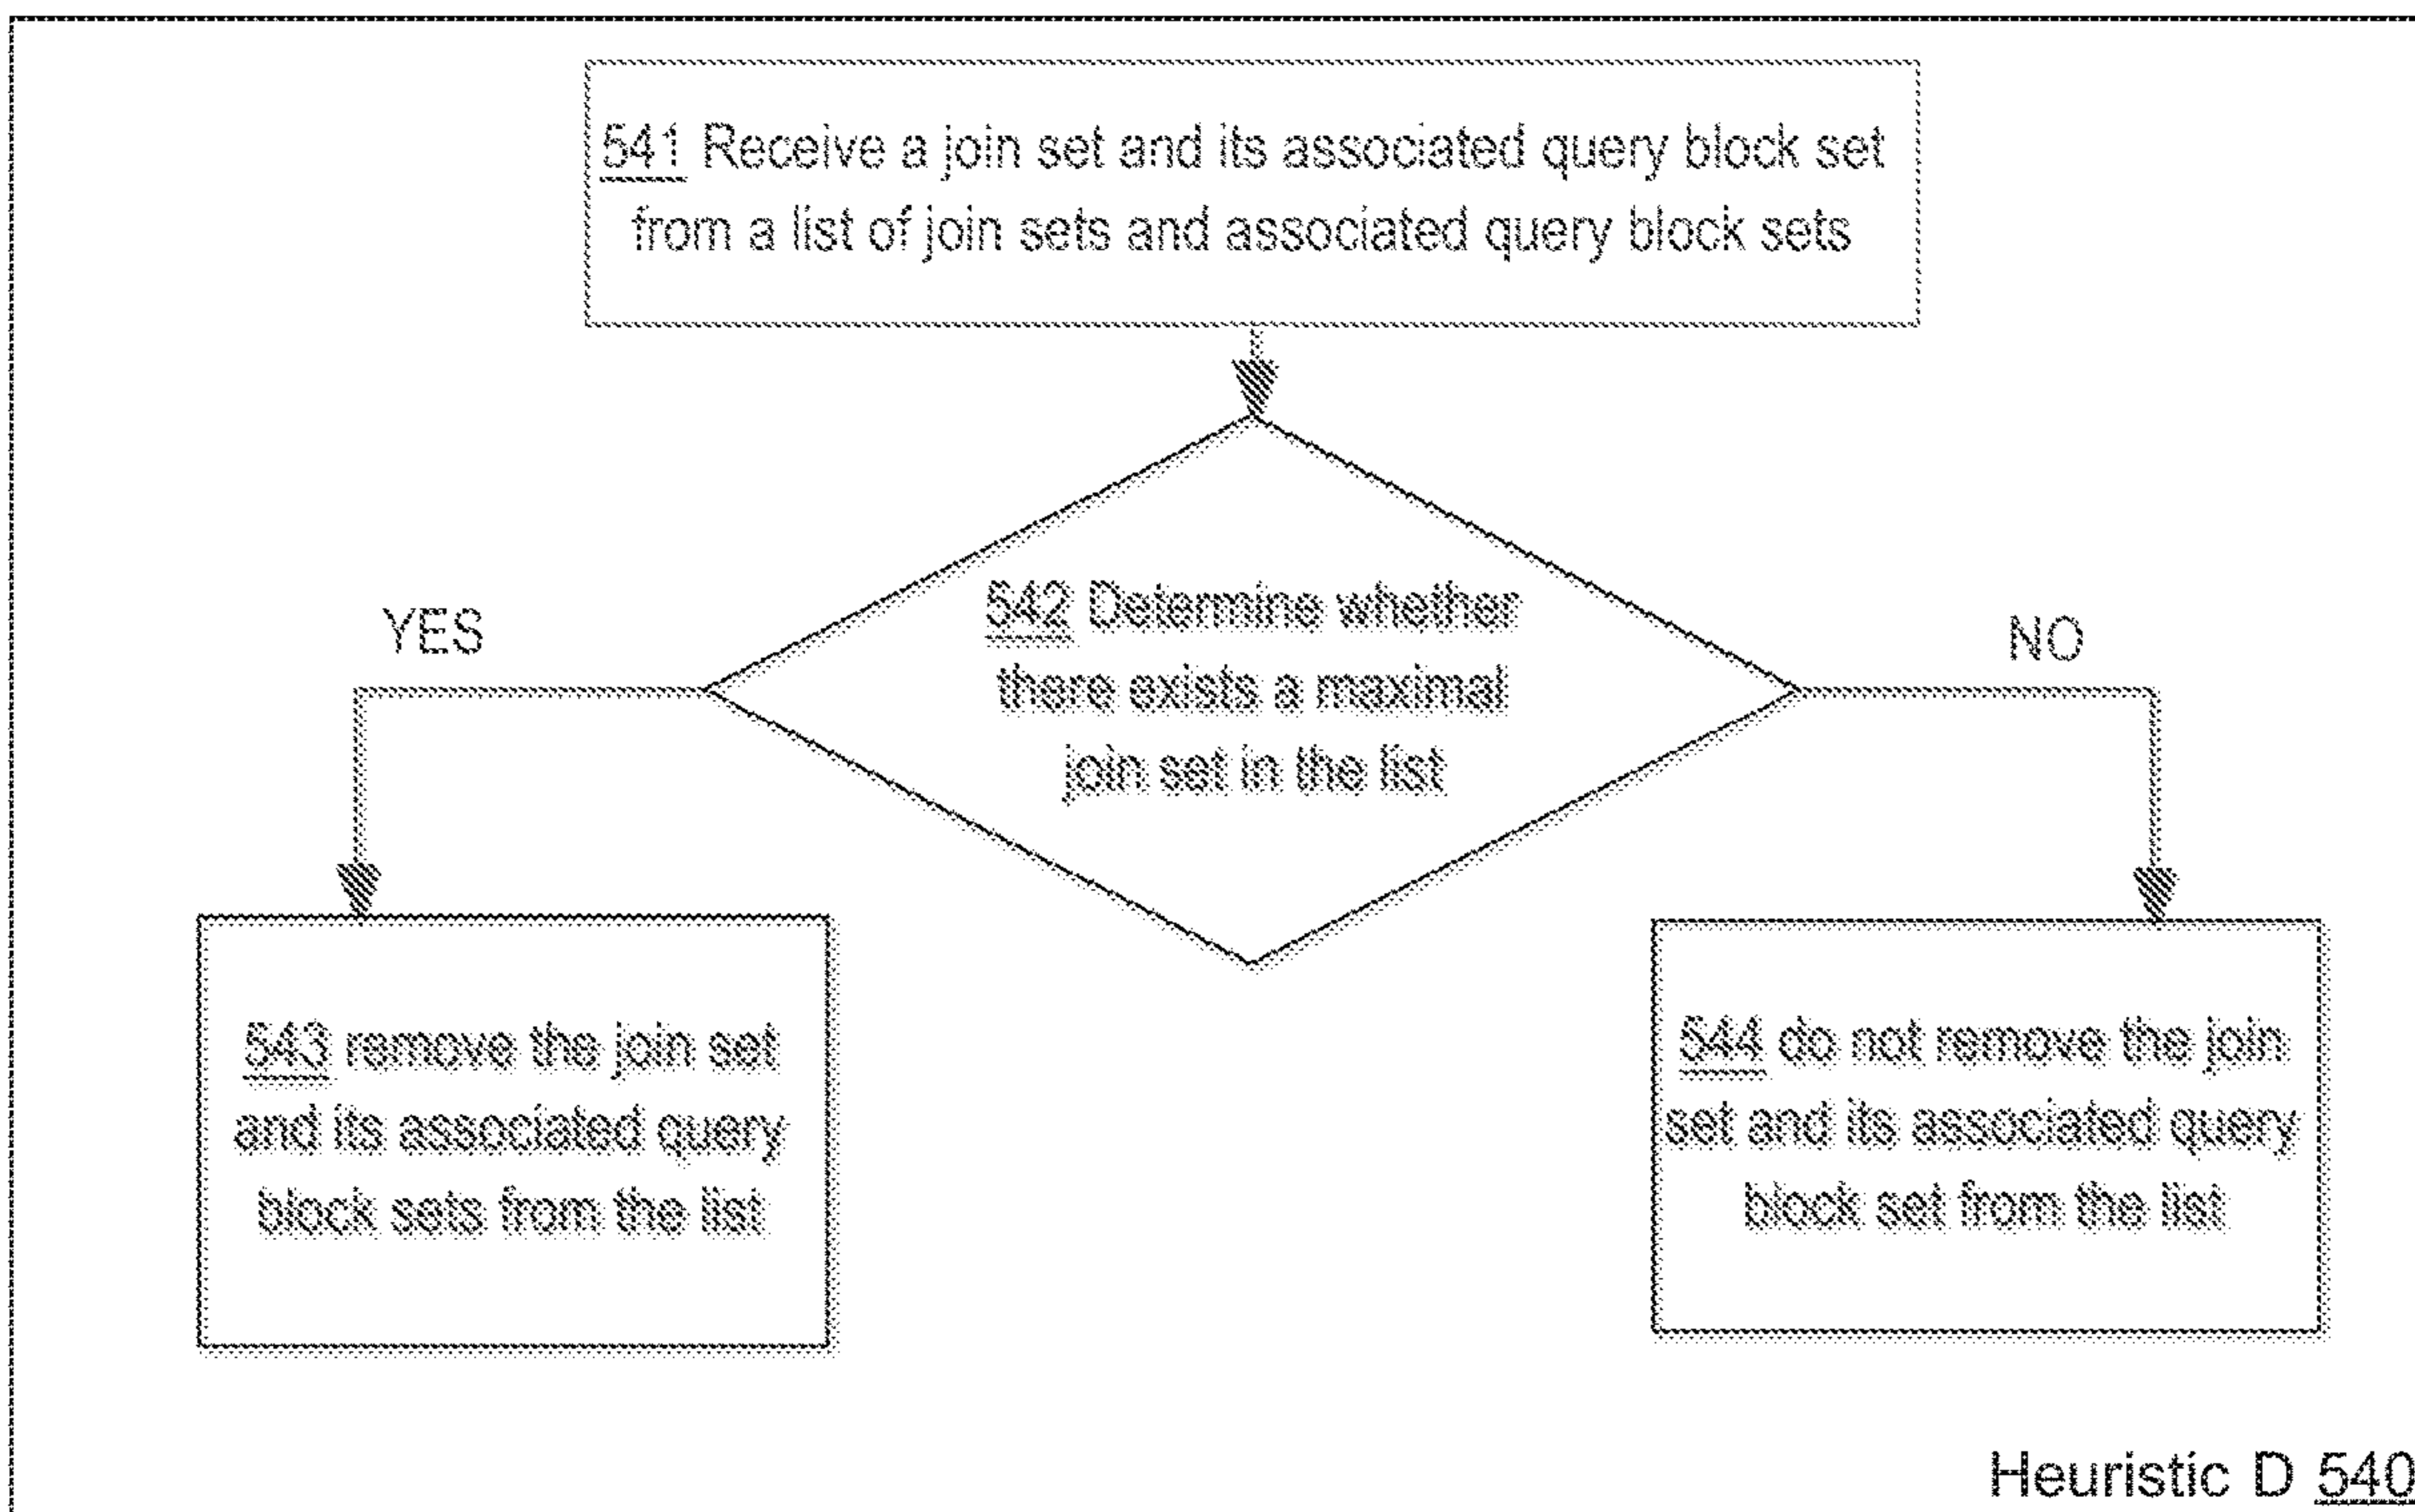 541 Receive a join set and its associated query block set
from a list of join sets and associated query block sets
542 Determine whether
there exists a maximal
join set in the list
YES
NO
543 remove the join set
and its associated query
block sets from the list
544 do not remove the join
set and its associated query
block set from the list
Heuristic D 540